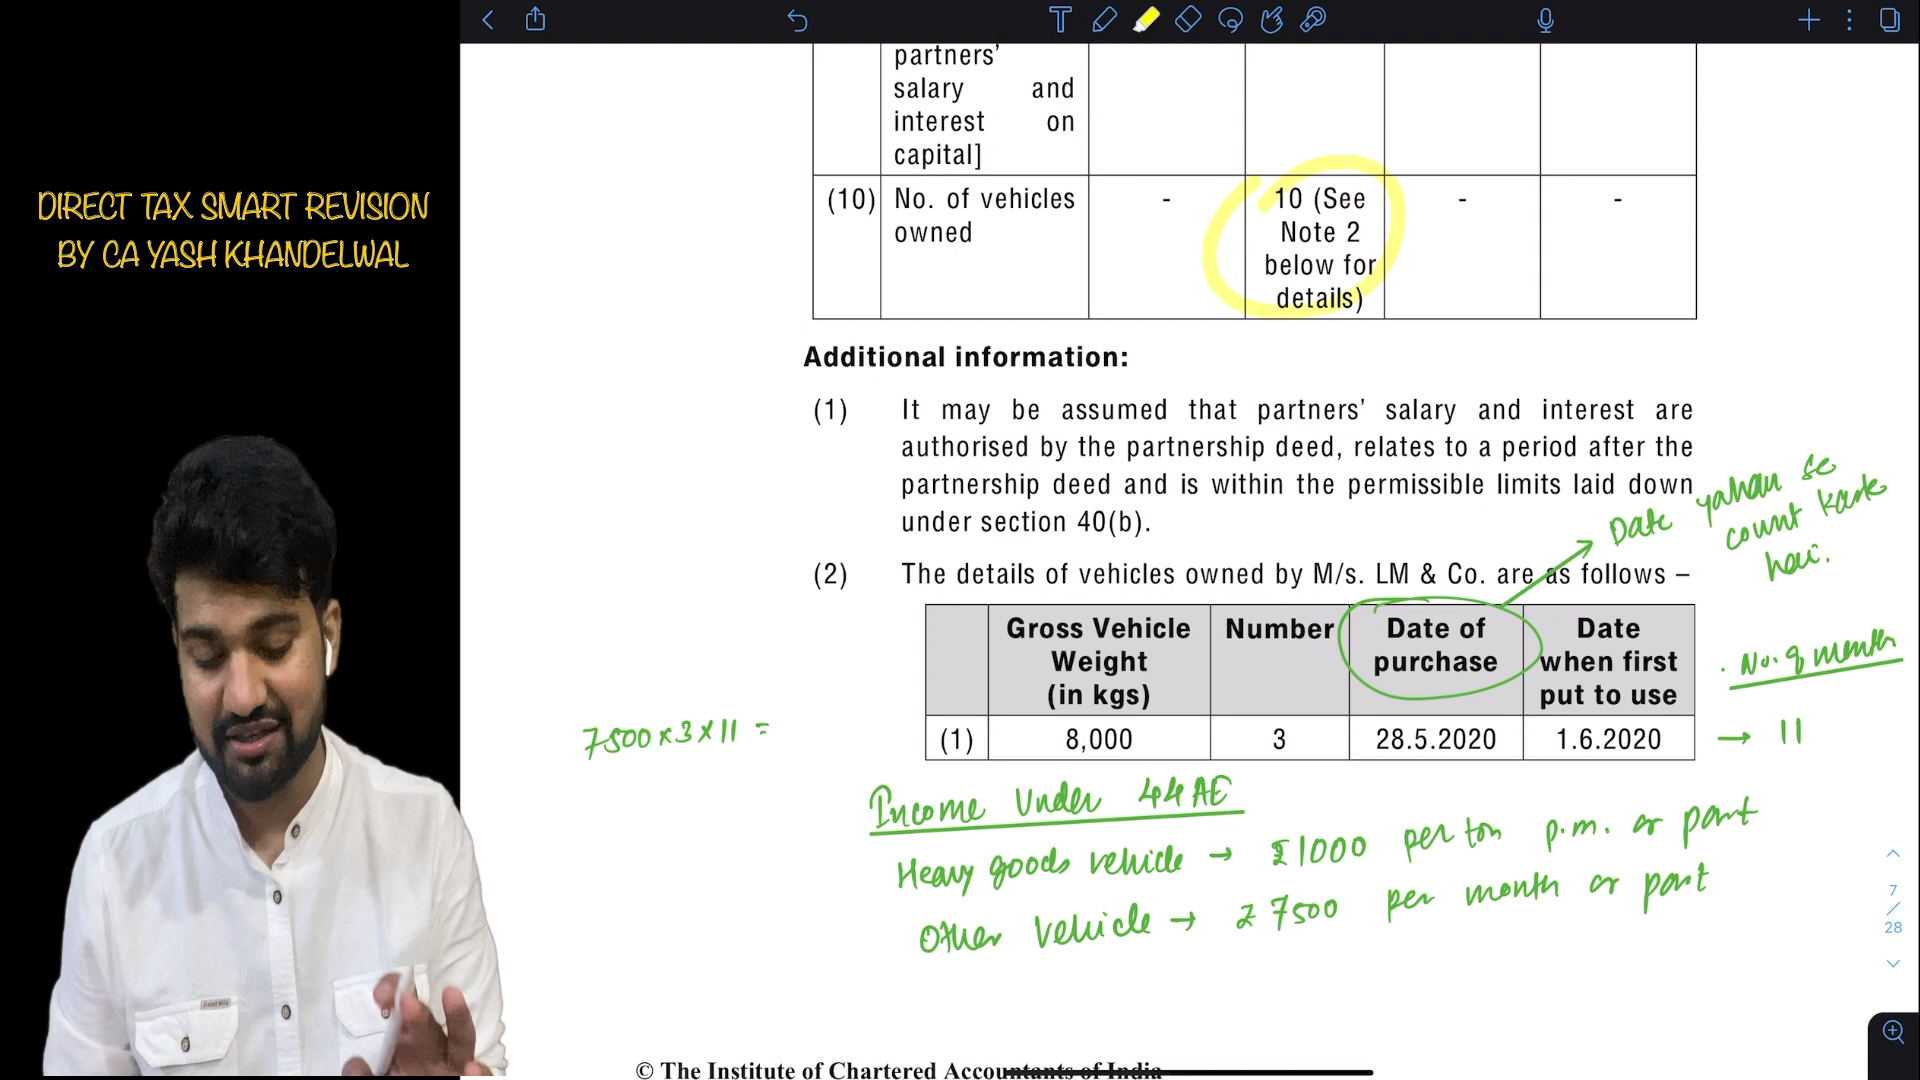 DIRECT TAX SMART REVISION
BY CA YASH KHANDELWAL
partners'
salary and
interest on
capital]
(10) No. of vehicles owned - 10 (See Note 2 below for details) - -
Additional information:
(1) It may be assumed that partners' salary and interest are
authorised by the partnership deed, relates to a period after the
partnership deed and is within the permissible limits laid down
under section 40(b).
Date yahan se
count karte
hai.
(2) The details of vehicles owned by M/s. LM & Co. are as follows –
Gross Vehicle Weight (in kgs) Number Date of purchase Date when first put to use
. No. of month
7500 x 3 x 11 =
(1) 8,000 3 28.5.2020 1.6.2020 → 11
Income Under 44AE
Heavy goods vehicle → ₹1000 per ton p.m. or part
Other Vehicle → ₹ 7500 per month or part
7
/
28
© The Institute of Chartered Accountants of India